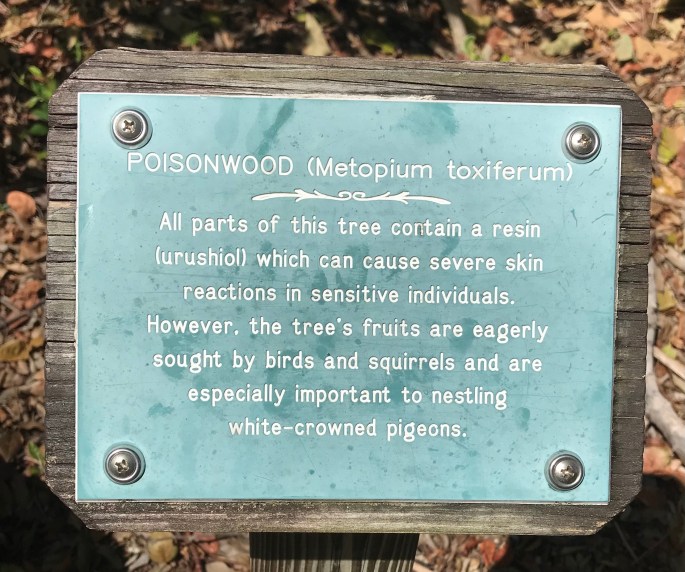 POISONWOOD (Metopium toxiferum)
All parts of this tree contain a resin
(urushiol) which can cause severe skin
reactions in sensitive individuals.
However, the tree's fruits are eagerly
sought by birds and squirrels and are
especially important to nestling
white-crowned pigeons.